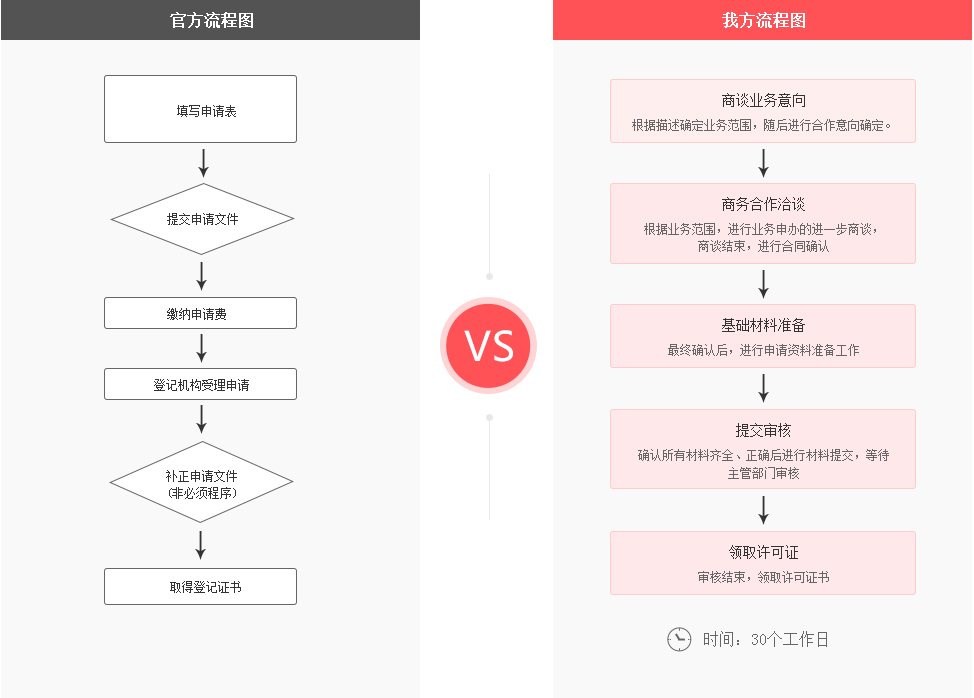 官方流程图
填写申请表
提交申请文件
缴纳申请费
登记机构受理申请
补正申请文件
(非必须程序)
取得登记证书
VS
我方流程图
商谈业务意向
根据描述确定业务范围，随后进行合作意向确定。
商务合作洽谈
根据业务范围，进行业务申办的进一步商谈，
商谈结束，进行合同确认
基础材料准备
最终确认后，进行申请资料准备工作
提交审核
确认所有材料齐全、正确后进行材料提交，等待
主管部门审核
领取许可证
审核结束，领取许可证书
时间：30个工作日